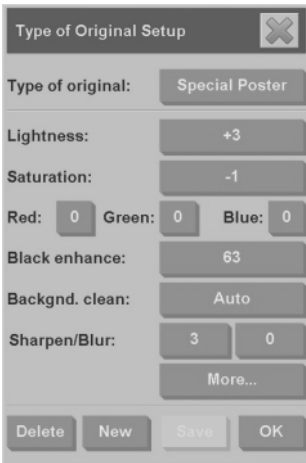 Type of Original Setup
Type of original: Special Poster
Lightness: +3
Saturation: -1
Red: 0 Green: 0 Blue: 0
Black enhance: 63
Backgnd. clean: Auto
Sharpen/Blur: 3 0
More...
Delete New Save OK